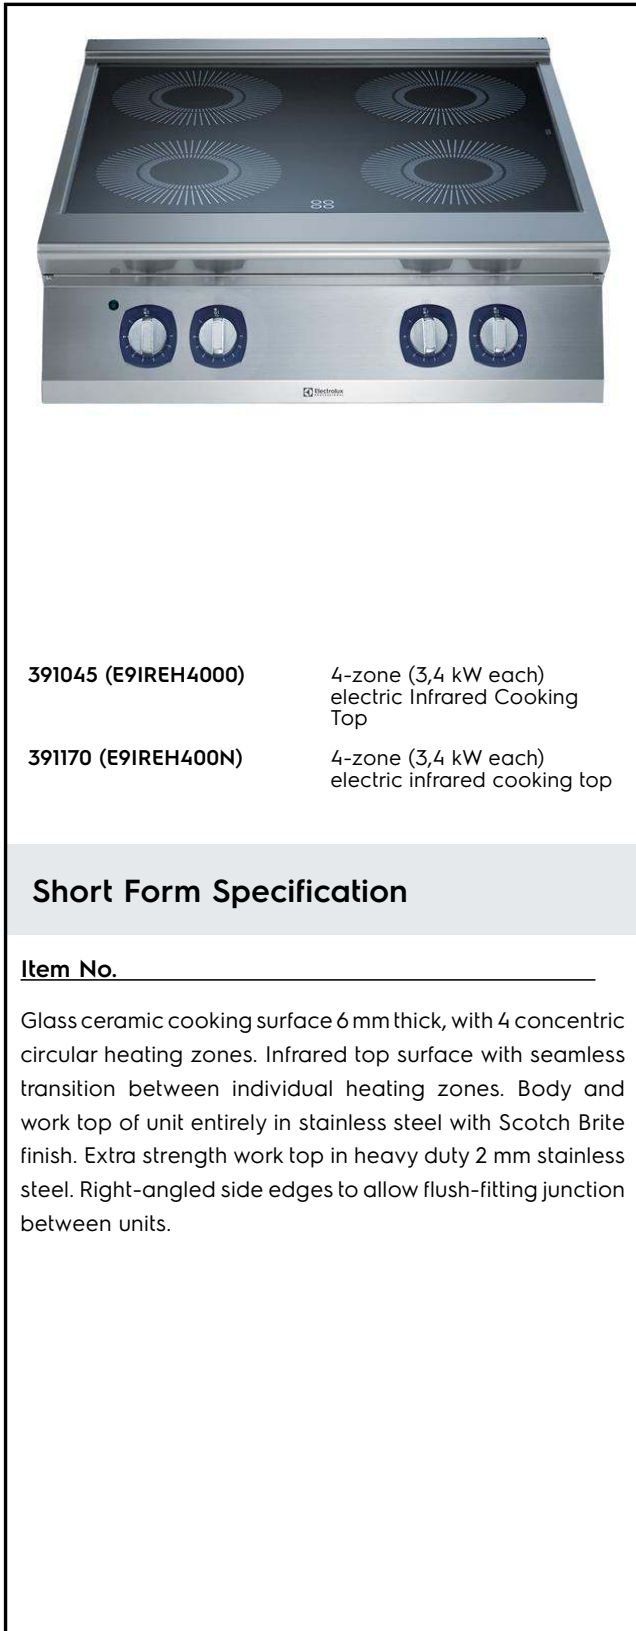 Electrolux
PROFESSIONAL
391045 (E9IREH4000)
4-zone (3,4 kW each)
electric Infrared Cooking
Top
391170 (E9IREH400N)
4-zone (3,4 kW each)
electric infrared cooking top
Short Form Specification
Item No.
Glass ceramic cooking surface 6 mm thick, with 4 concentric
circular heating zones. Infrared top surface with seamless
transition between individual heating zones. Body and
work top of unit entirely in stainless steel with Scotch Brite
finish. Extra strength work top in heavy duty 2 mm stainless
steel. Right-angled side edges to allow flush-fitting junction
between units.